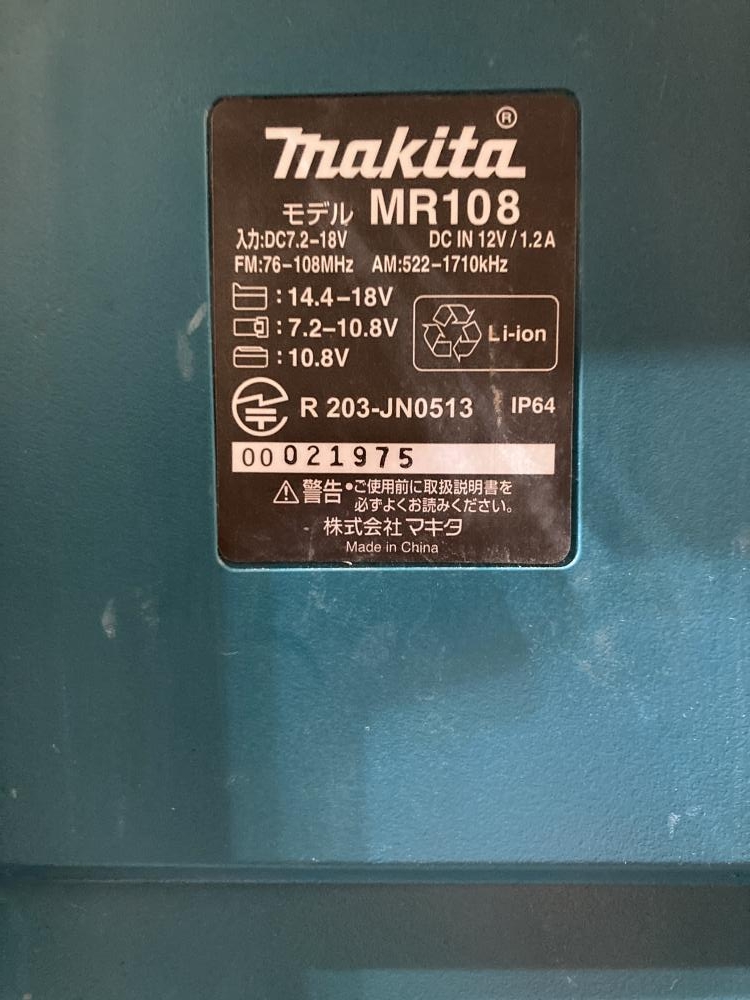 makita®
モデル MR108
入力:DC7.2-18V DC IN 12V/1.2A
FM:76-108MHz AM:522-1710kHz
:14.4-18V
:7.2-10.8V Li-ion
:10.8V
R 203-JN0513 IP64
00 021975
警告・ご使用前に取扱説明書を
必ずよくお読みください。
株式会社マキタ
Made in China